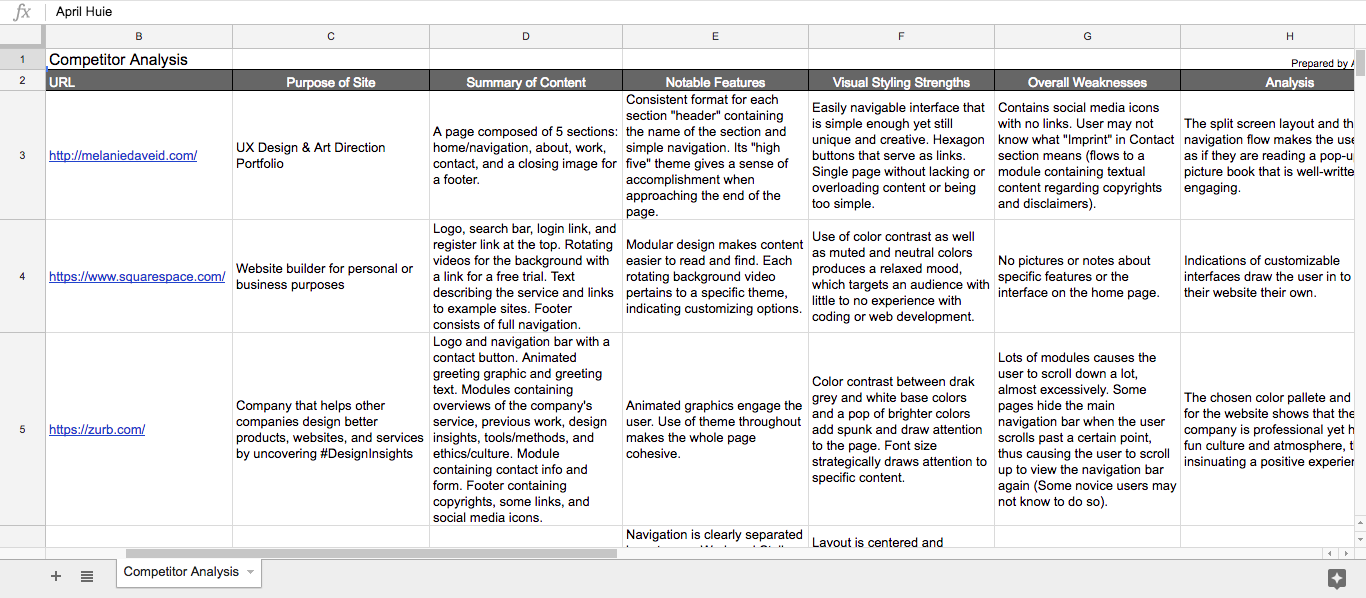 fx April Huie
B C D E F G H
1 Competitor Analysis Prepared by
2 URL Purpose of Site Summary of Content Notable Features Visual Styling Strengths Overall Weaknesses Analysis
3
http://melaniedaveid.com/
UX Design & Art Direction
Portfolio
A page composed of 5 sections:
home/navigation, about, work,
contact, and a closing image for
a footer.
Consistent format for each
section "header" containing
the name of the section and
simple navigation. Its "high
five" theme gives a sense of
accomplishment when
approaching the end of the
page.
Easily navigable interface that
is simple enough yet still
unique and creative. Hexagon
buttons that serve as links.
Single page without lacking or
overloading content or being
too simple.
Contains social media icons
with no links. User may not
know what "Imprint" in Contact
section means (flows to a
module containing textual
content regarding copyrights
and disclaimers).
The split screen layout and
navigation flow makes the
as if they are reading a
picture book that is
engaging.
4
https://www.squarespace.com/
Website builder for personal or
business purposes
Logo, search bar, login link, and
register link at the top. Rotating
videos for the background with
a link for a free trial. Text
describing the service and links
to example sites. Footer
consists of full navigation.
Modular design makes content
easier to read and find. Each
rotating background video
pertains to a specific theme,
indicating customizing options.
Use of color contrast as well
as muted and neutral colors
produces a relaxed mood,
which targets an audience with
little to no experience with
coding or web development.
No pictures or notes about
specific features or the
interface on the home page.
Indications of customizable
interfaces draw the user in to
their website their own.
5
https://zurb.com/
Company that helps other
companies design better
products, websites, and services
by uncovering #DesignInsights
Logo and navigation bar with a
contact button. Animated
greeting graphic and greeting
text. Modules containing
overviews of the company's
service, previous work, design
insights, tools/methods, and
ethics/culture. Module
containing contact info and
form. Footer containing
copyrights, some links, and
social media icons.
Animated graphics engage the
user. Use of theme throughout
makes the whole page
cohesive.
Color contrast between drak
grey and white base colors
and a pop of brighter colors
add spunk and draw attention
to the page. Font size
strategically draws attention to
specific content.
Lots of modules causes the
user to scroll down a lot,
almost excessively. Some
pages hide the main
navigation bar when the user
scrolls past a certain point,
thus causing the user to scroll
up to view the navigation bar
again (Some novice users may
not know to do so).
The chosen color pallete and
for the website shows that
company is professional yet
fun culture and atmosphere,
insinuating a positive
Navigation is clearly separated
Layout is centered and
Competitor Analysis